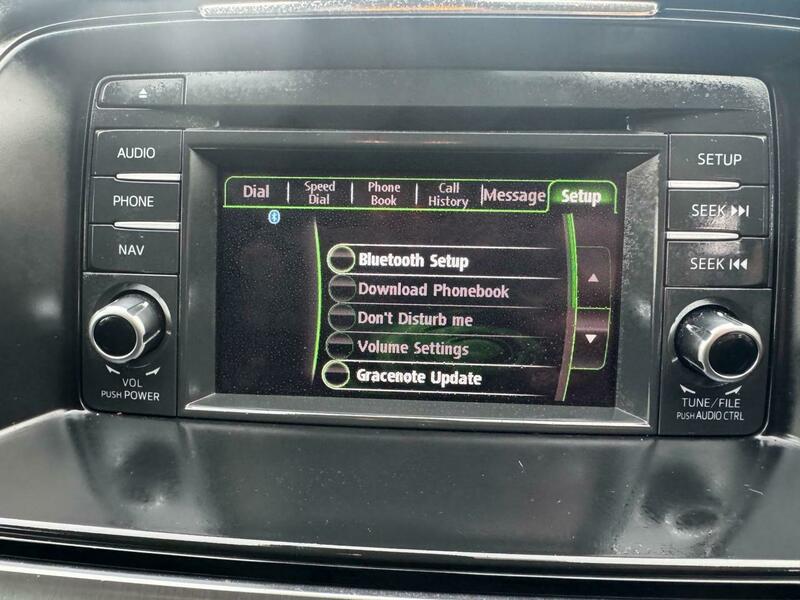 AUDIO
PHONE
NAV
VOL
PUSH POWER
Dial
Speed
Dial
Phone
Book
Call
History
Message
Setup
Bluetooth Setup
Download Phonebook
Don't Disturb me
Volume Settings
Gracenote Update
SETUP
SEEK
SEEK
TUNE/FILE
PUSH AUDIO CTRL